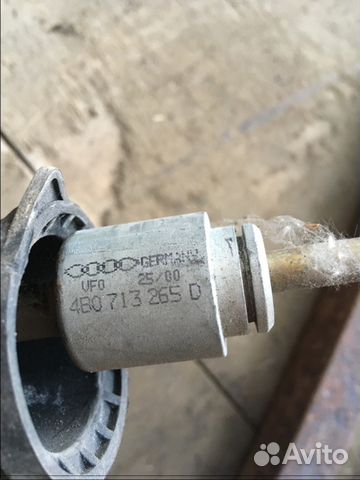 GERMANY
VFO 25/00
4B0 713 265 D
Avito